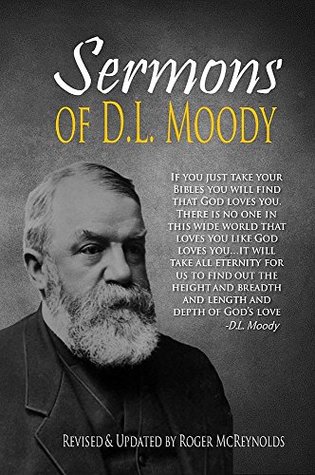 Sermons
OF D.L. MOODY
IF YOU JUST TAKE YOUR
BIBLES YOU WILL FIND
THAT GOD LOVES YOU.
THERE IS NO ONE IN
THIS WIDE WORLD THAT
LOVES YOU LIKE GOD
LOVES YOU...IT WILL
TAKE ALL ETERNITY FOR
US TO FIND OUT THE
HEIGHT AND BREADTH
AND LENGTH AND
DEPTH OF GOD'S LOVE
-D.L. Moody
REVISED & UPDATED BY ROGER MCREYNOLDS